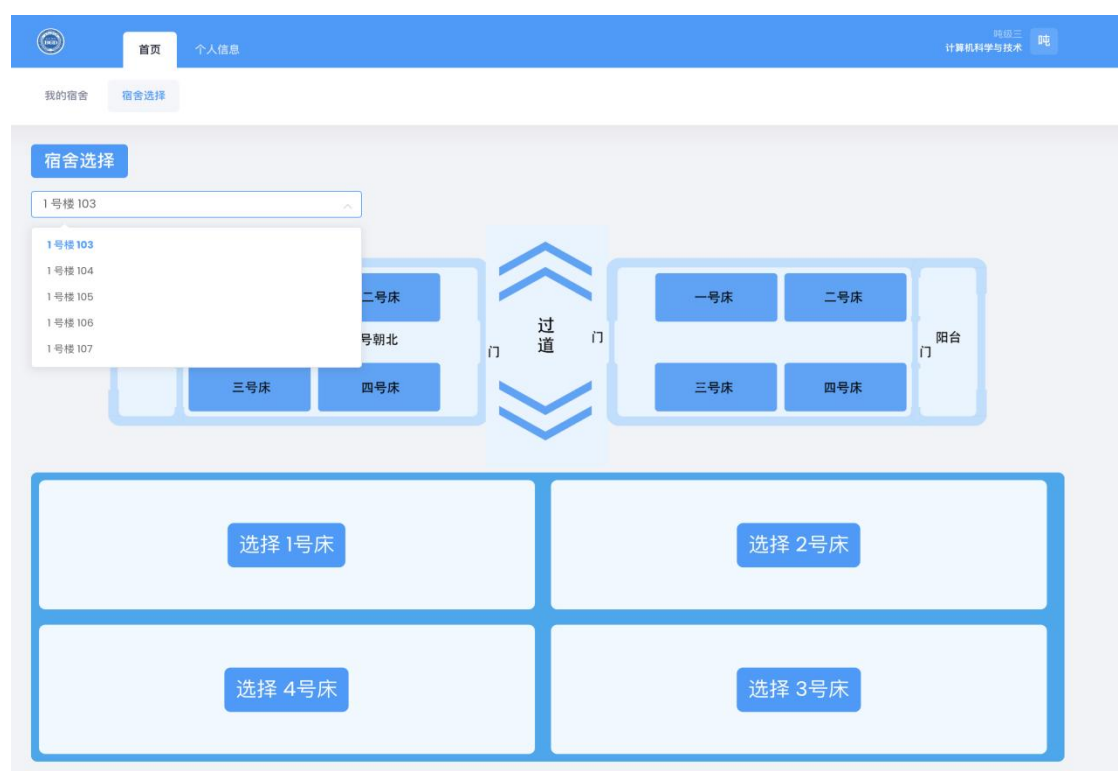 吨级三
计算机科学与技术
吨
首页
个人信息
我的宿舍
宿舍选择
宿舍选择
1号楼 103
1号楼 103
1号楼 104
1号楼 105
1号楼 106
1号楼 107
二号床
号朝北
三号床
四号床
门
过道
门
一号床
二号床
三号床
四号床
门
阳台
选择 1号床
选择 2号床
选择 4号床
选择 3号床